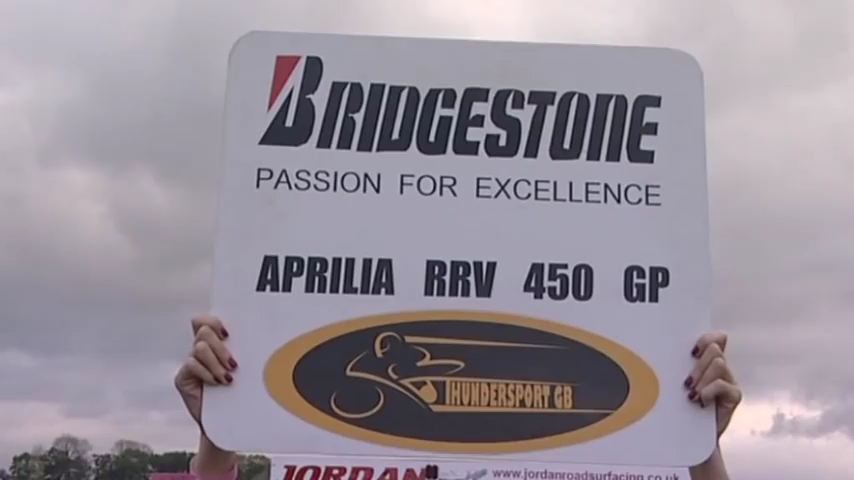 BRIDGESTONE
PASSION FOR EXCELLENCE
APRILIA RRV 450 GP
THUNDERSPORT GB
JORDAN www.jordanroadsurfacing.co.uk